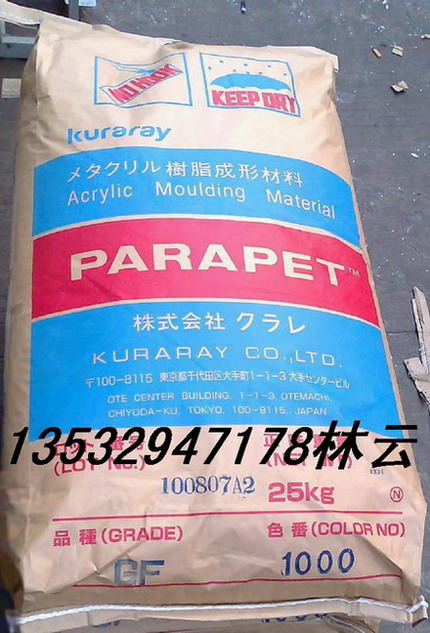 NO HOOK
KEEP DRY
kuraray
メタクリル樹脂成形材料
Acrylic Moulding Material
PARAPET™
株式会社 クラレ
KURARAY CO.,LTD.
〒100-8115 東京都千代田区大手町1-1-3 大手センタービル
OTE CENTER BUILDING, 1-1-3 OTEMACHI,
CHIYODA-KU, TOKYO, 100-8115, JAPAN
13532947178林云
(LOT NO.)
100807A2
25kg
N
品種(GRADE)
色番(COLOR NO)
GF
1000